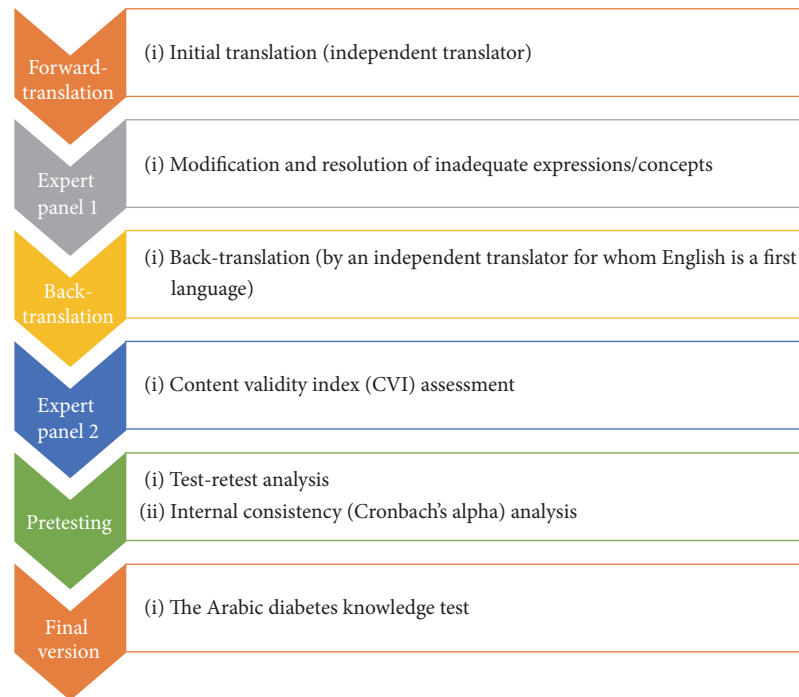 Forward-
translation
(i) Initial translation (independent translator)
Expert
panel 1
(i) Modification and resolution of inadequate expressions/concepts
Back-
translation
(i) Back-translation (by an independent translator for whom English is a first
language)
Expert
panel 2
(i) Content validity index (CVI) assessment
Pretesting
(i) Test-retest analysis
(ii) Internal consistency (Cronbach’s alpha) analysis
Final
version
(i) The Arabic diabetes knowledge test